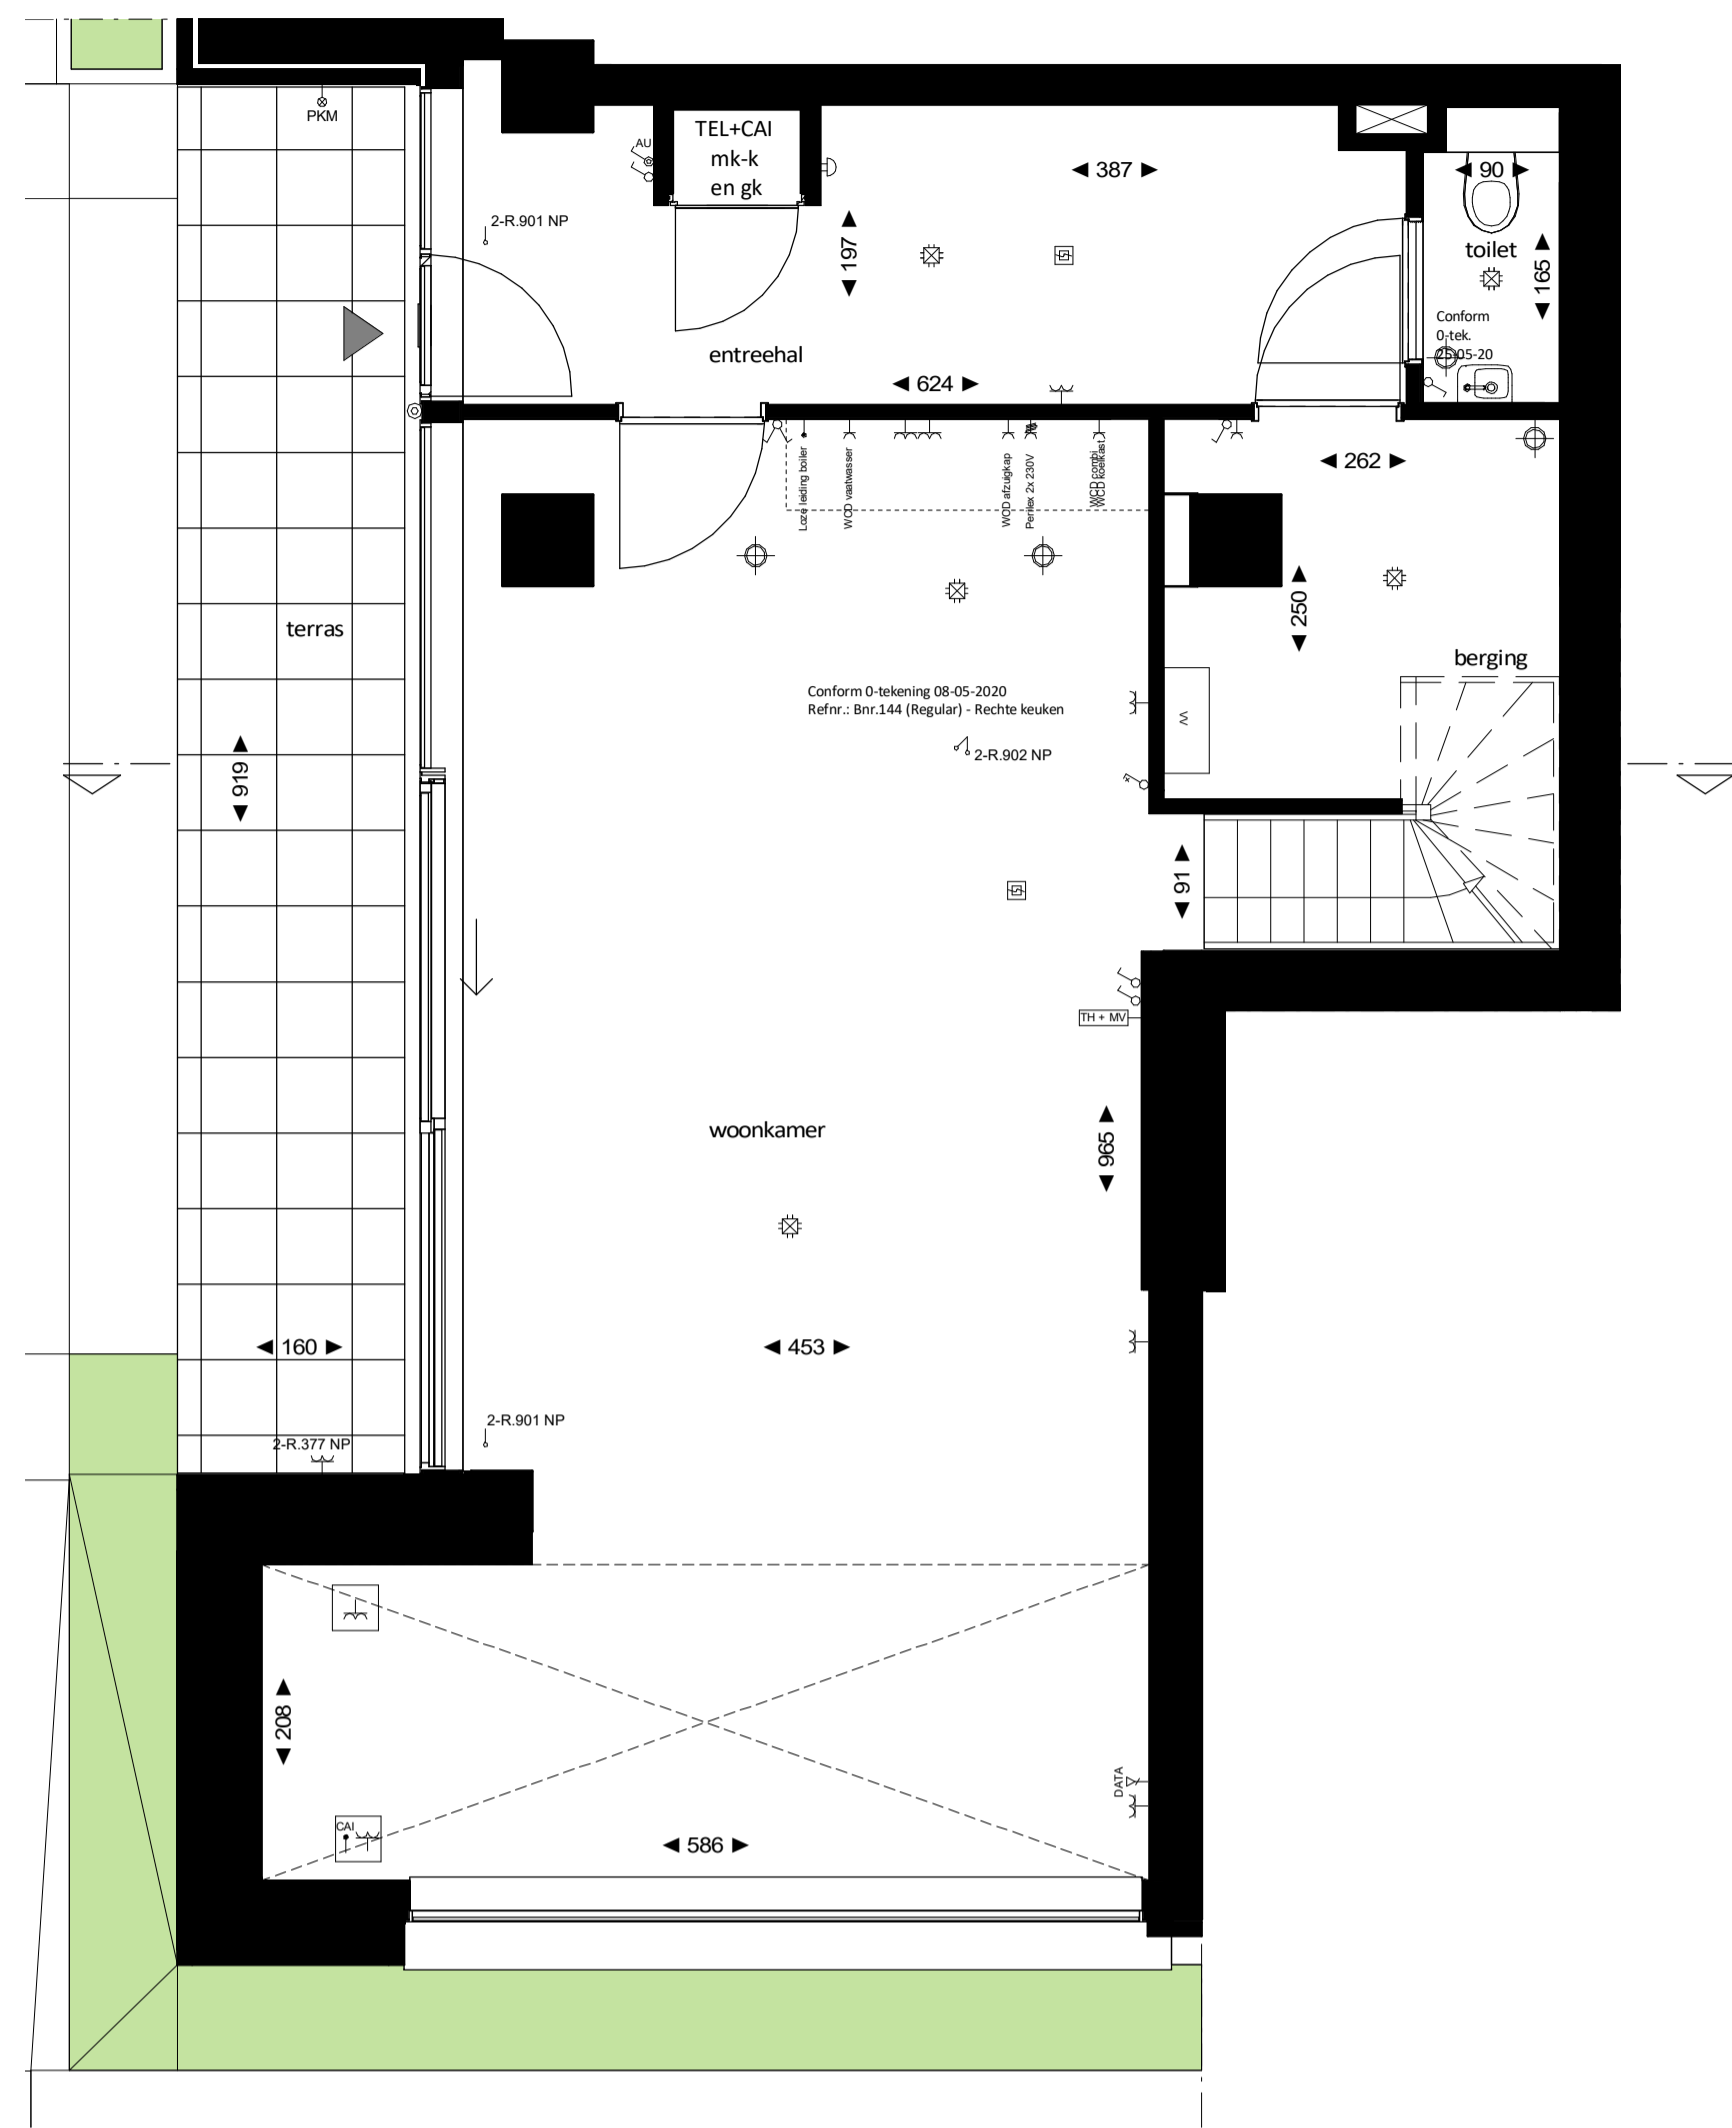 PKM
AU
TEL+CAI
mk-k
en gk
387
90
2-R.901 NP
197
toilet
165
Conform
0-tek.
25-05-20
entreehal
624
262
Loze leiding boiler
WCD vaatwasser
WCD afzuigkap
Perilex 2x 230V
WCD combi
WCD koelkast
250
terras
berging
Conform 0-tekening 08-05-2020
Refnr.: Bnr.144 (Regular) - Rechte keuken
2-R.902 NP
919
91
TH + MV
woonkamer
965
160
453
2-R.901 NP
2-R.377 NP
208
DATA
CAI
586